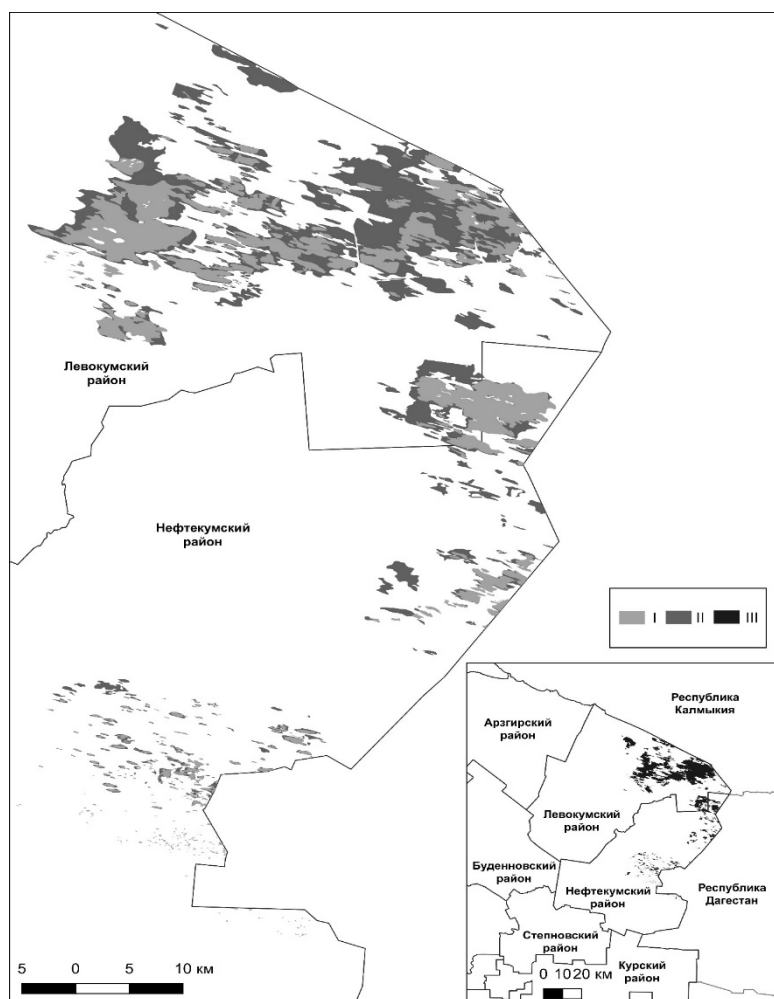 Левокумский
район
Нефтекумский
район
I II III
Республика
Калмыкия
Арзгирский
район
Левокумский
район
Буденновский
район
Нефтекумский
район
Республика
Дагестан
Степновский
район
Курский
район
5 0 5 10 км
0 10 20 км